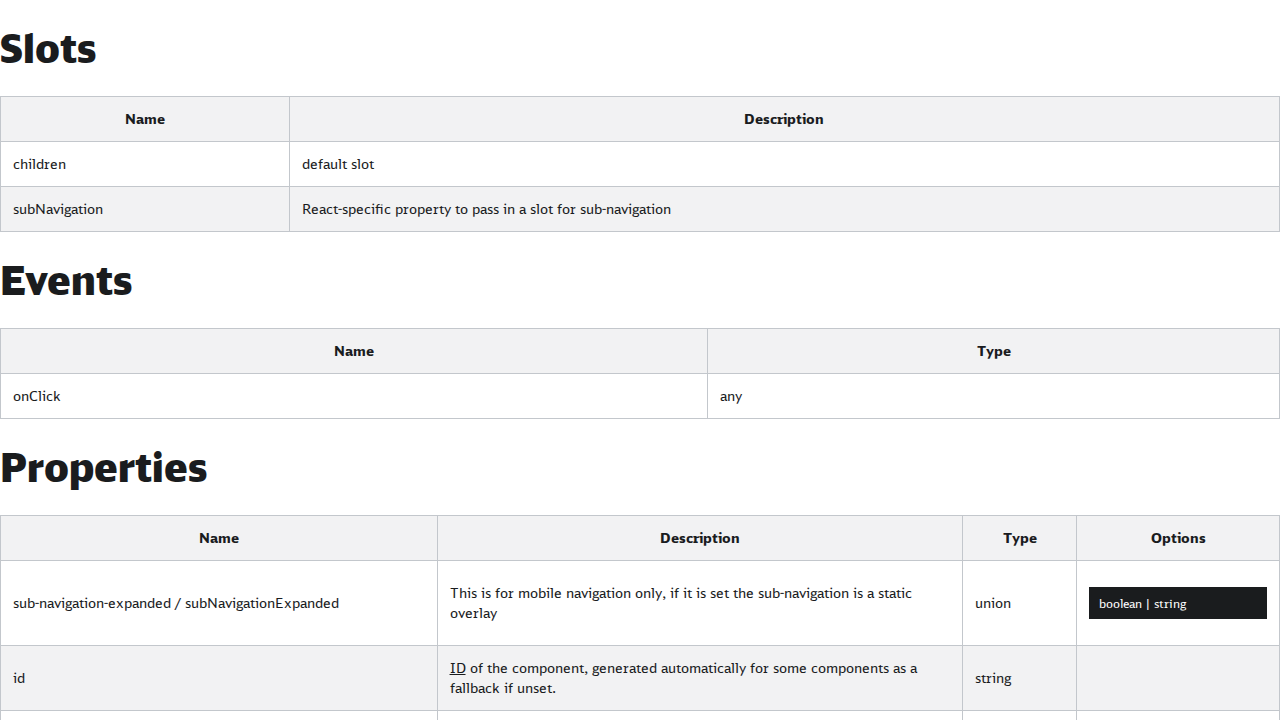 Slots
Name Description
children default slot
subNavigation React-specific property to pass in a slot for sub-navigation
Events
Name Type
onClick any
Properties
Name Description Type Options
sub-navigation-expanded / subNavigationExpanded This is for mobile navigation only, if it is set the sub-navigation is a static union boolean | string
overlay
id ID of the component, generated automatically for some components as a string
fallback if unset.